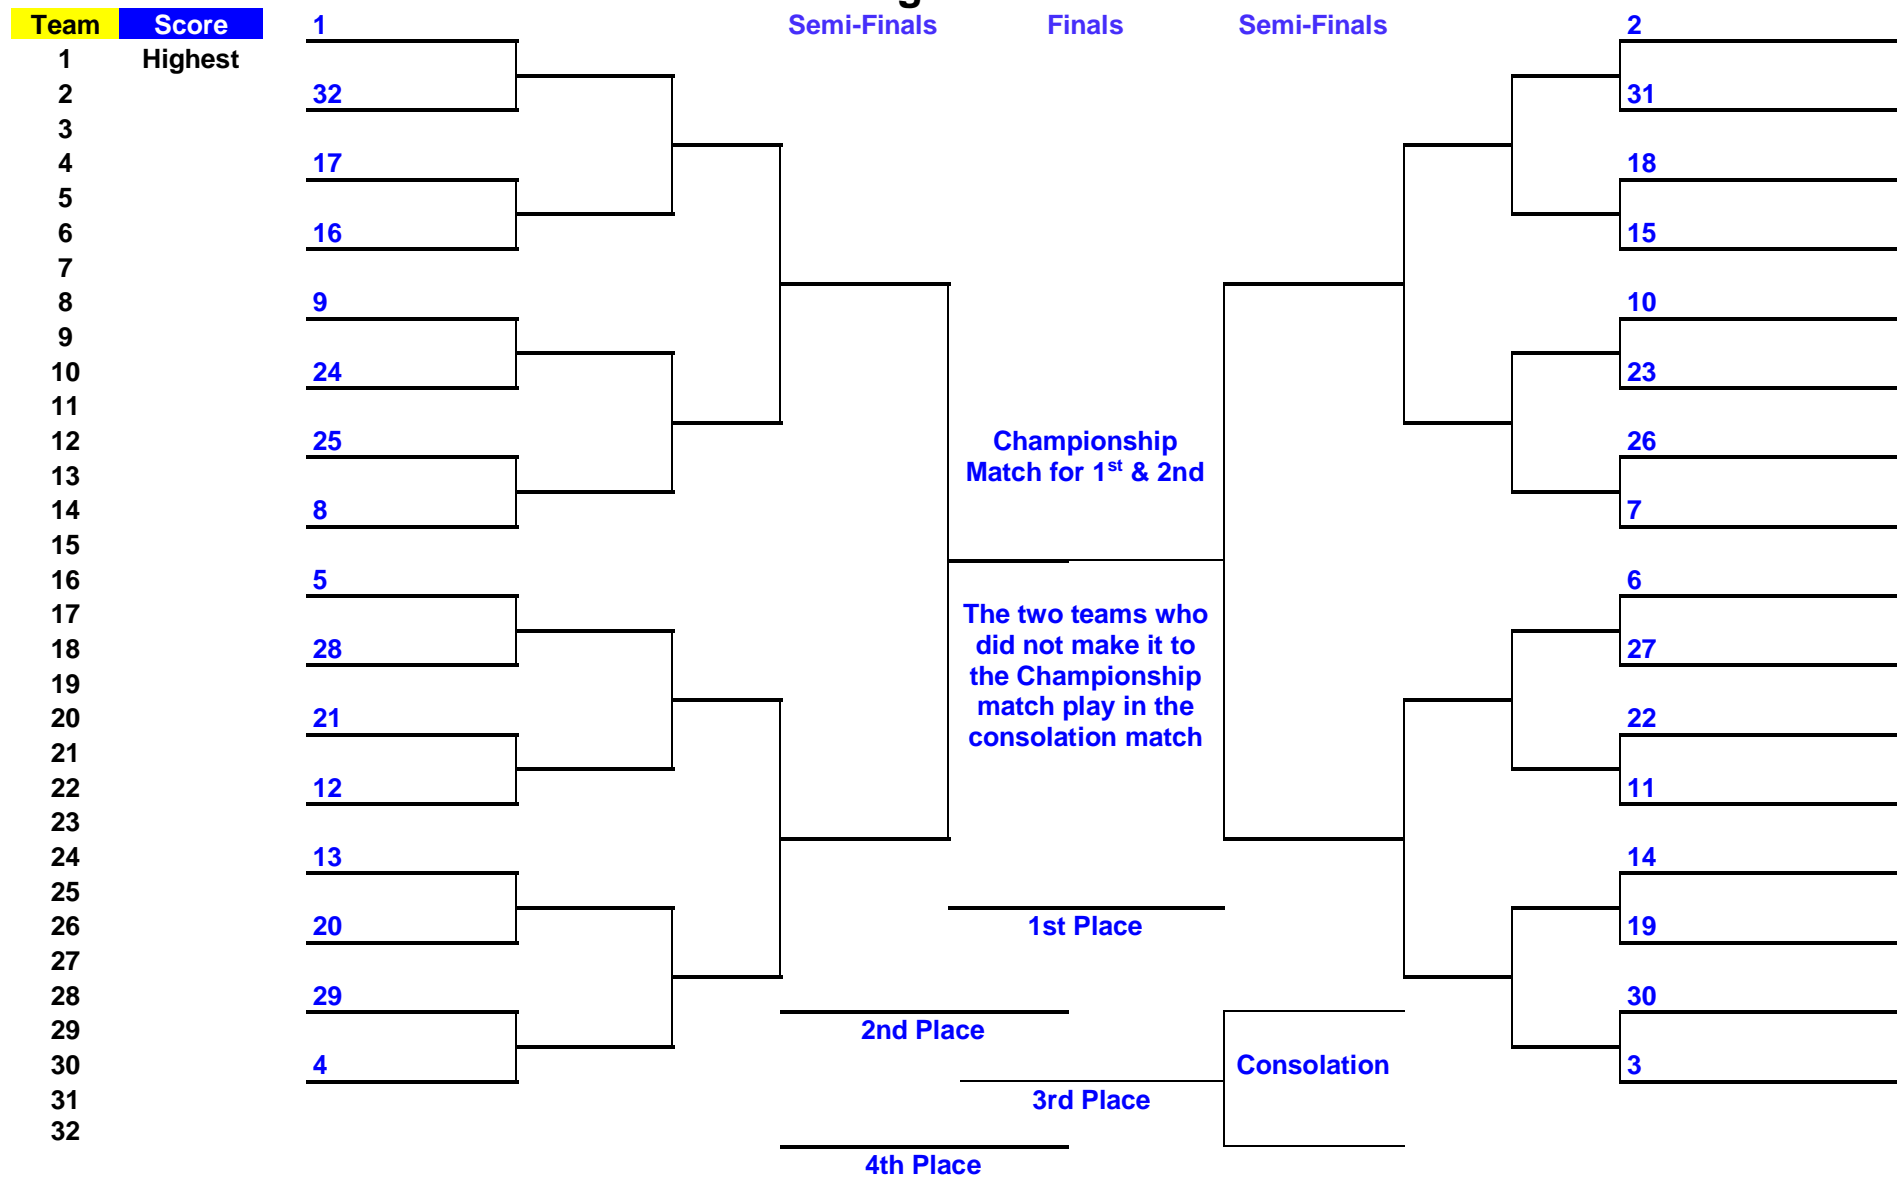 Team Score 1 Semi-Finals Finals Semi-Finals 2
1 Highest
2 32 31
3
4 17 18
5
6 16 15
7
8 9 10
9
10 24 23
11
12 25 Championship 26
13 Match for 1st & 2nd
14 8 7
15
16 5 6
17 The two teams who
18 28 did not make it to 27
19 the Championship
20 21 match play in the 22
21 consolation match
22 12 11
23
24 13 14
25
26 20 1st Place 19
27
28 29 30
29 2nd Place
30 4 Consolation 3
31 3rd Place
32
4th Place